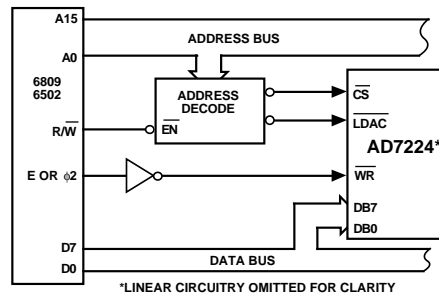 A15
ADDRESS BUS
A0
6809
6502
ADDRESS
DECODE
CS
R/W
EN
LDAC
AD7224*
E OR ϕ2
WR
DB7
DB0
D7
DATA BUS
D0
*LINEAR CIRCUITRY OMITTED FOR CLARITY